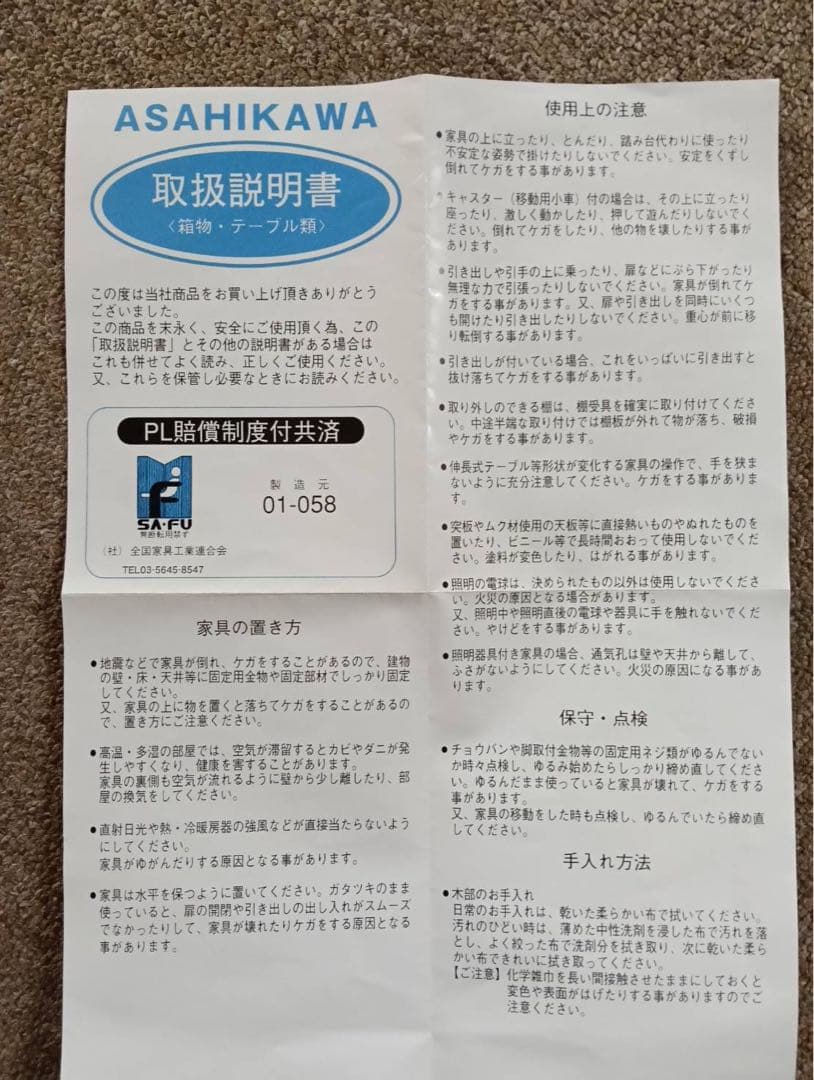 ASAHIKAWA
取扱説明書
〈箱物・テーブル類〉
この度は当社商品をお買い上げ頂きありがとう
ございました。
この商品を末永く、安全にご使用頂く為、この
「取扱説明書」とその他の説明書がある場合は
これも併せてよく読み、正しくご使用ください。
又、これらを保管し必要なときにお読みください。
PL賠償制度付共済
SA・FU
無断転用禁ず
製造元
01-058
（社）全国家具工業連合会
TEL03-5645-8547
家具の置き方
●地震などで家具が倒れ、ケガをすることがあるので、建物
の壁・床・天井等に固定用金物や固定部材でしっかり固定
してください。
又、家具の上に物を置くと落ちてケガをすることがあるの
で、置き方にご注意ください。
●高温・多湿の部屋では、空気が滞留するとカビやダニが発
生しやすくなり、健康を害することがあります。
家具の裏側も空気が流れるように壁から少し離したり、部
屋の換気をしてください。
●直射日光や熱・冷暖房器の強風などが直接当たらないよう
にしてください。
家具がゆがんだりする原因となる事があります。
●家具は水平を保つように置いてください。ガタツキのまま
使っていると、扉の開閉や引き出しの出し入れがスムーズ
でなかったりして、家具が壊れたりケガをする原因となる
事があります。
使用上の注意
●家具の上に立ったり、とんだり、踏み台代わりに使ったり
不安定な姿勢で掛けたりしないでください。安定をくずし
倒れてケガをする事があります。
●キャスター（移動用小車）付の場合は、その上に立ったり
座ったり、激しく動かしたり、押して遊んだりしないでく
ださい。倒れてケガをしたり、他の物を壊したりする事が
あります。
●引き出しや引手の上に乗ったり、扉などにぶら下がったり
無理な力で引張ったりしないでください。家具が倒れてケ
ガをする事があります。又、扉や引き出しを同時にいくつ
も開けたり引き出したりしないでください。重心が前に移
り転倒する事があります。
●引き出しが付いている場合、これをいっぱいに引き出すと
抜け落ちてケガをする事があります。
●取り外しのできる棚は、棚受具を確実に取り付けてくださ
い。中途半端な取り付けでは棚板が外れて物が落ち、破損
やケガをする事があります。
●伸長式テーブル等形状が変化する家具の操作で、手を狭ま
ないように充分注意してください。ケガをする事がありま
す。
●突板やムク材使用の天板等に直接熱いものやぬれたものを
置いたり、ビニール等で長時間おおって使用しないでくだ
さい。塗料が変色したり、はがれる事があります。
●照明の電球は、決められたもの以外は使用しないでくださ
い。火災の原因となる場合があります。
又、照明中や照明直後の電球や器具に手を触れないでくだ
さい。やけどをする事があります。
●照明器具付き家具の場合、通気孔は壁や天井から離して、
ふさがないようにしてください。火災の原因になる事があ
ります。
保守・点検
●チョウバンや脚取付金物等の固定用ネジ類がゆるんでない
か時々点検し、ゆるみ始めたらしっかり締め直してくださ
い。ゆるんだまま使っていると家具が壊れて、ケガをする
事があります。
又、家具の移動をした時も点検し、ゆるんでいたら締め直
してください。
手入れ方法
●木部のお手入れ
日常のお手入れは、乾いた柔らかい布で拭いてください。
汚れのひどい時は、薄めた中性洗剤を浸した布で汚れを落
とし、よく絞った布で洗剤分を拭き取り、次に乾いた柔ら
かい布できれいに拭き取ってください。
【ご注意】化学雑巾を長い間接触させたままにしておくと
変色や表面がはげたりする事がありますのでご
注意ください。